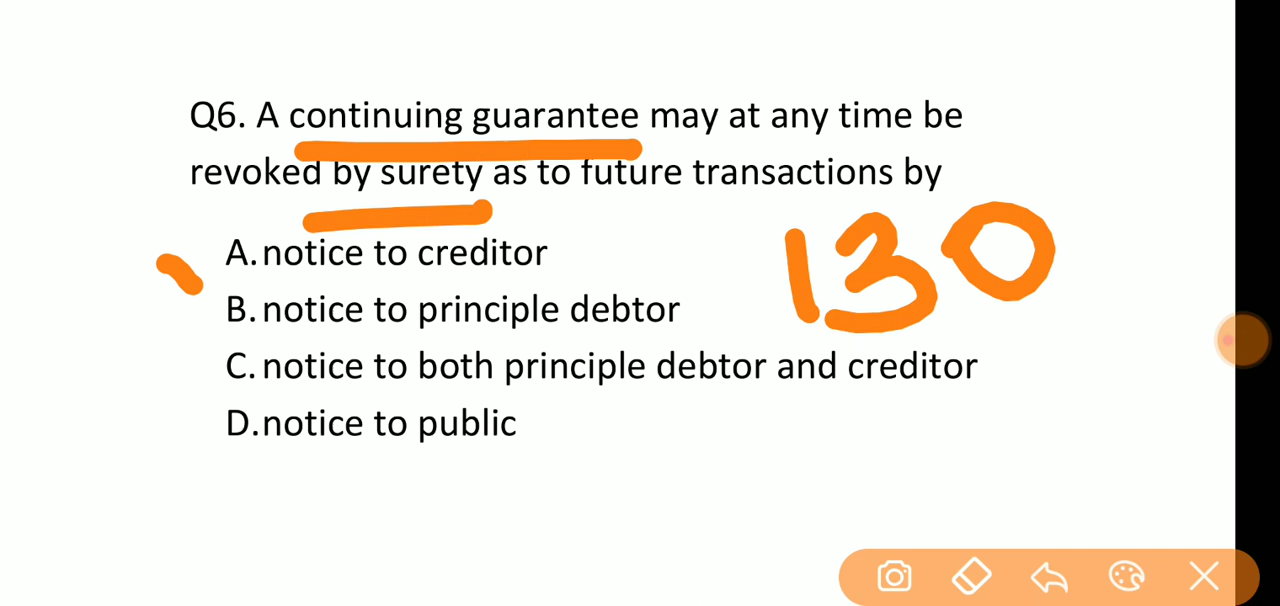 Q6. A continuing guarantee may at any time be
revoked by surety as to future transactions by
A. notice to creditor
130
B. notice to principle debtor
C. notice to both principle debtor and creditor
D. notice to public